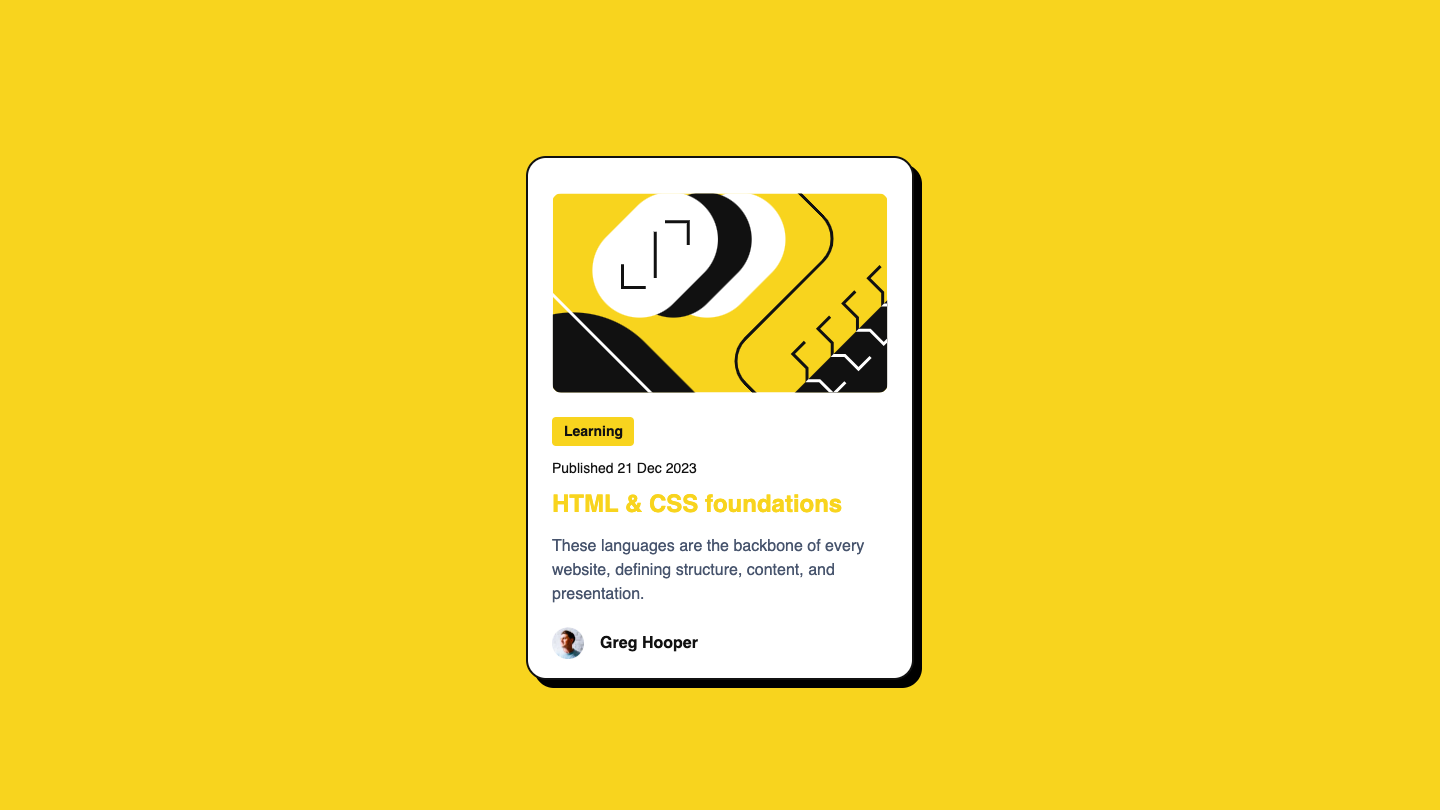 Learning
Published 21 Dec 2023
HTML & CSS foundations
These languages are the backbone of every
website, defining structure, content, and
presentation.
Greg Hooper